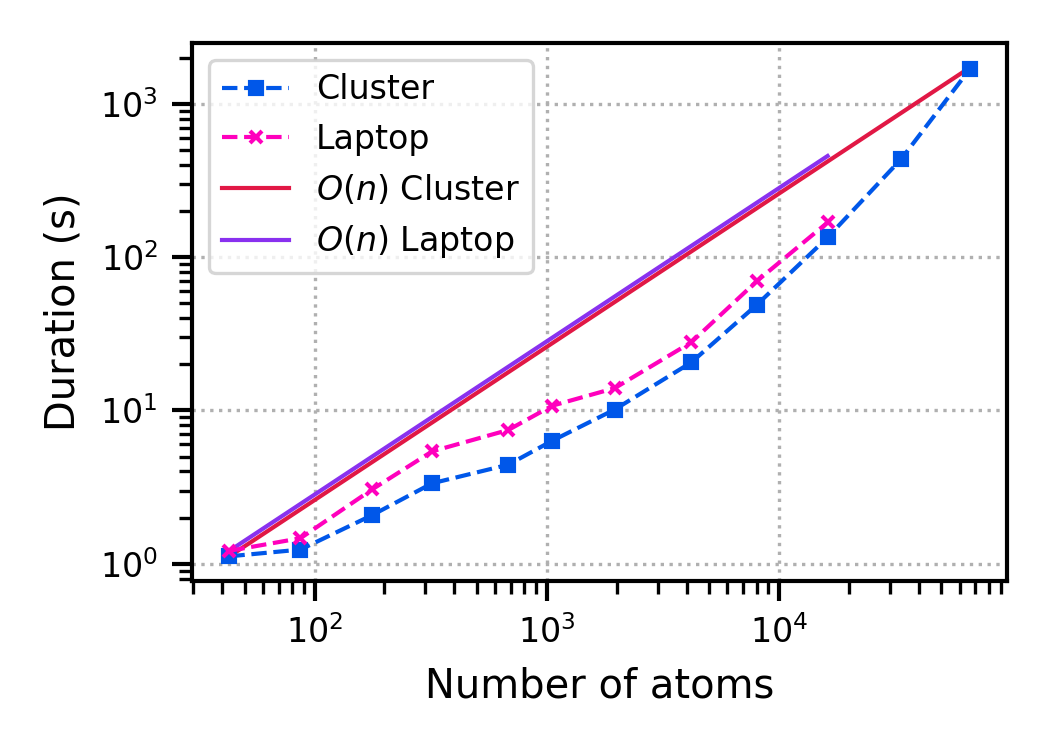 Cluster
Laptop
O(n) Cluster
O(n) Laptop
10³
10²
10¹
10⁰
Duration (s)
10² 10³ 10⁴
Number of atoms